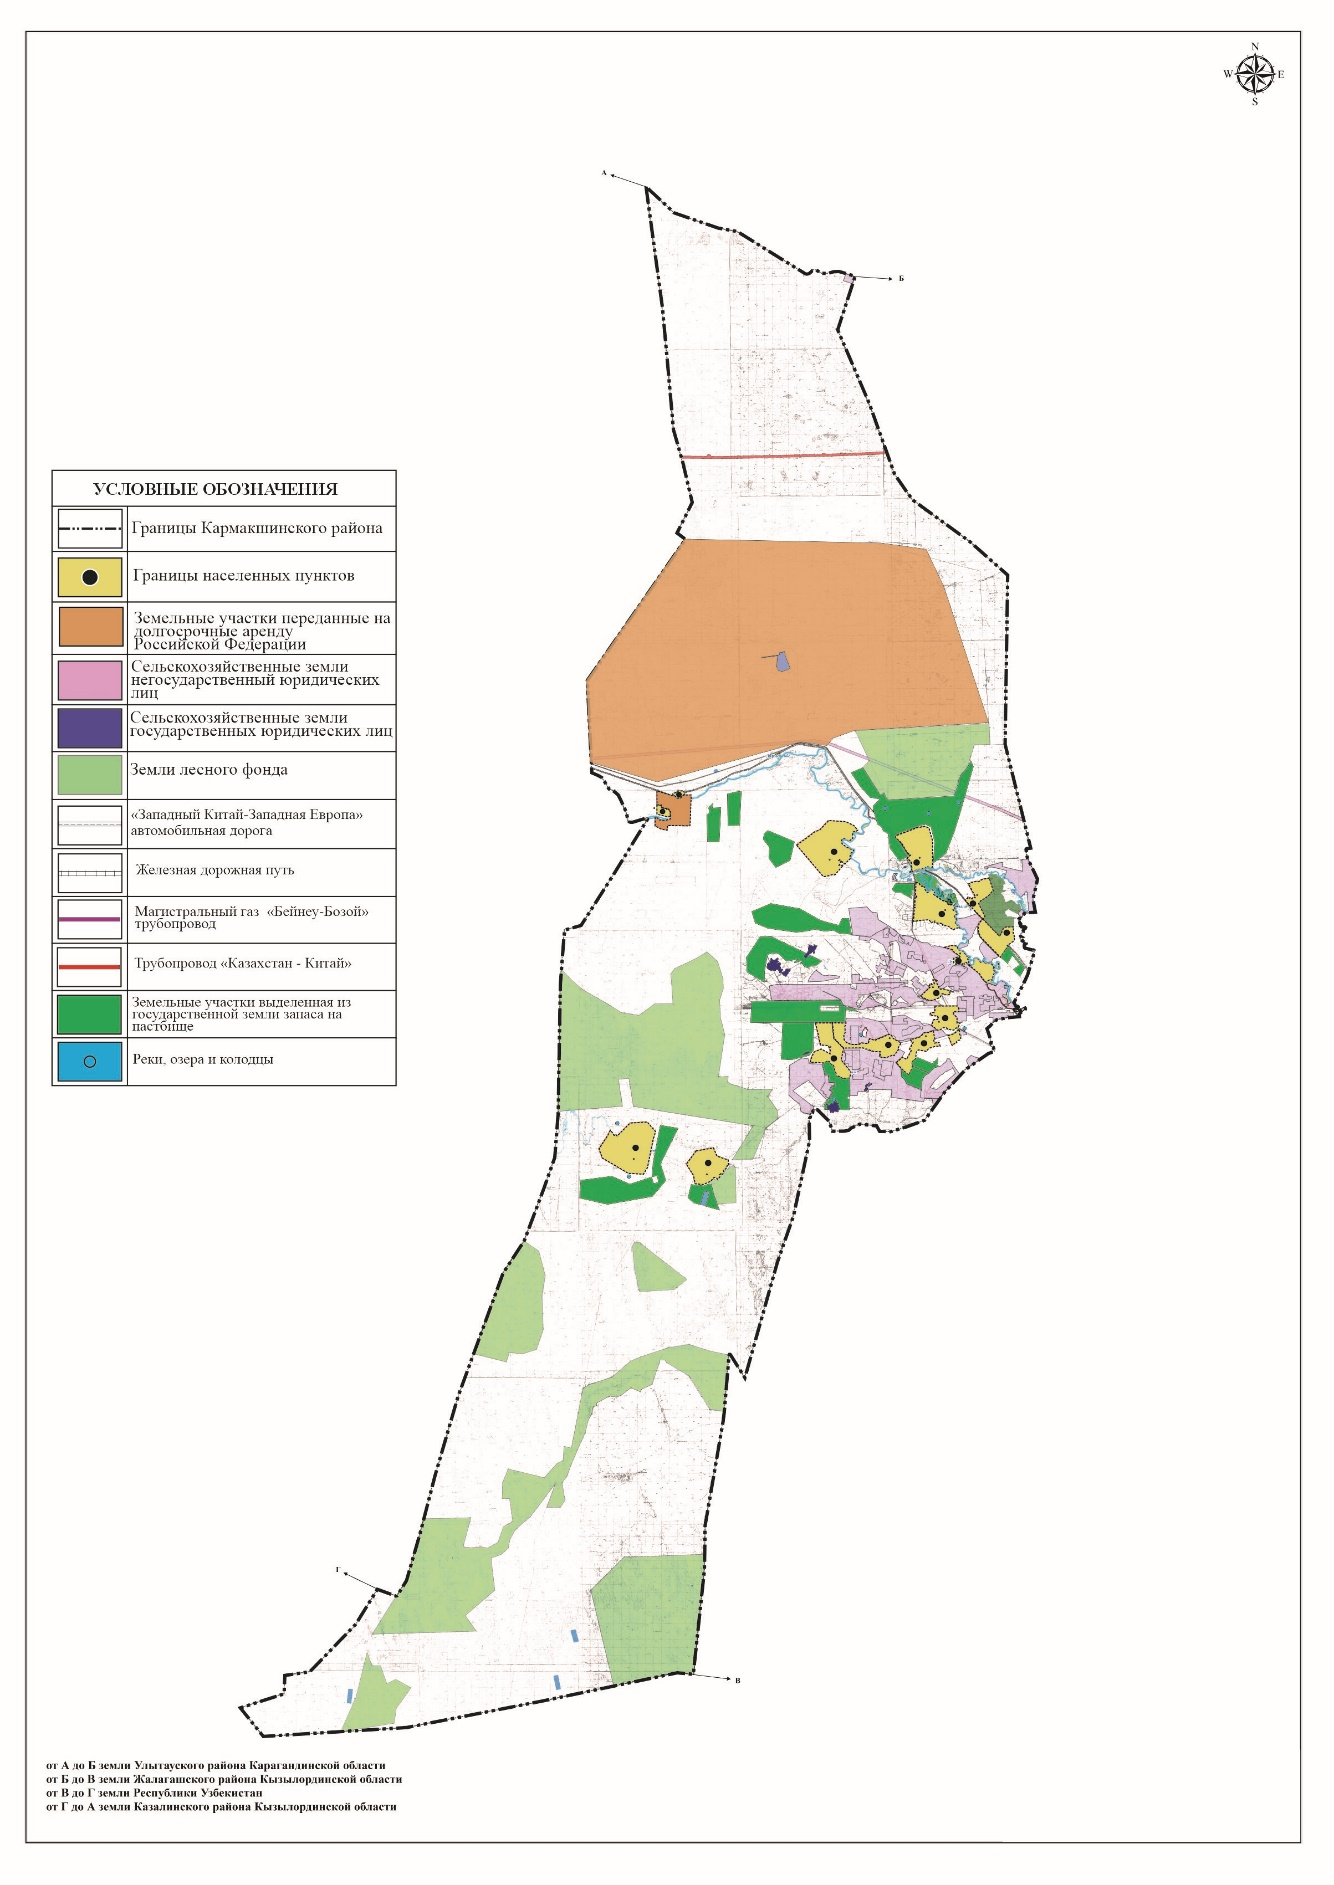 N
W E
S
А
Б
УСЛОВНЫЕ ОБОЗНАЧЕНИЯ
Границы Кармакшинского района
Границы населенных пунктов
Земельные участки переданные на
долгосрочные аренду
Российской Федерации
Сельскохозяйственные земли
негосударственный юридических
лиц
Сельскохозяйственные земли
государственных юридических лиц
Земли лесного фонда
«Западный Китай-Западная Европа»
автомобильная дорога
Железная дорожная путь
Магистральный газ «Бейнеу-Бозой»
трубопровод
Трубопровод «Казахстан - Китай»
Земельные участки выделенная из
государственной земли запаса на
пастбище
Реки, озера и колодцы
Г
В
от А до Б земли Улытауского района Карагандинской области
от Б до В земли Жалагашского района Кызылординской области
от В до Г земли Республики Узбекистан
от Г до А земли Казалинского района Кызылординской области